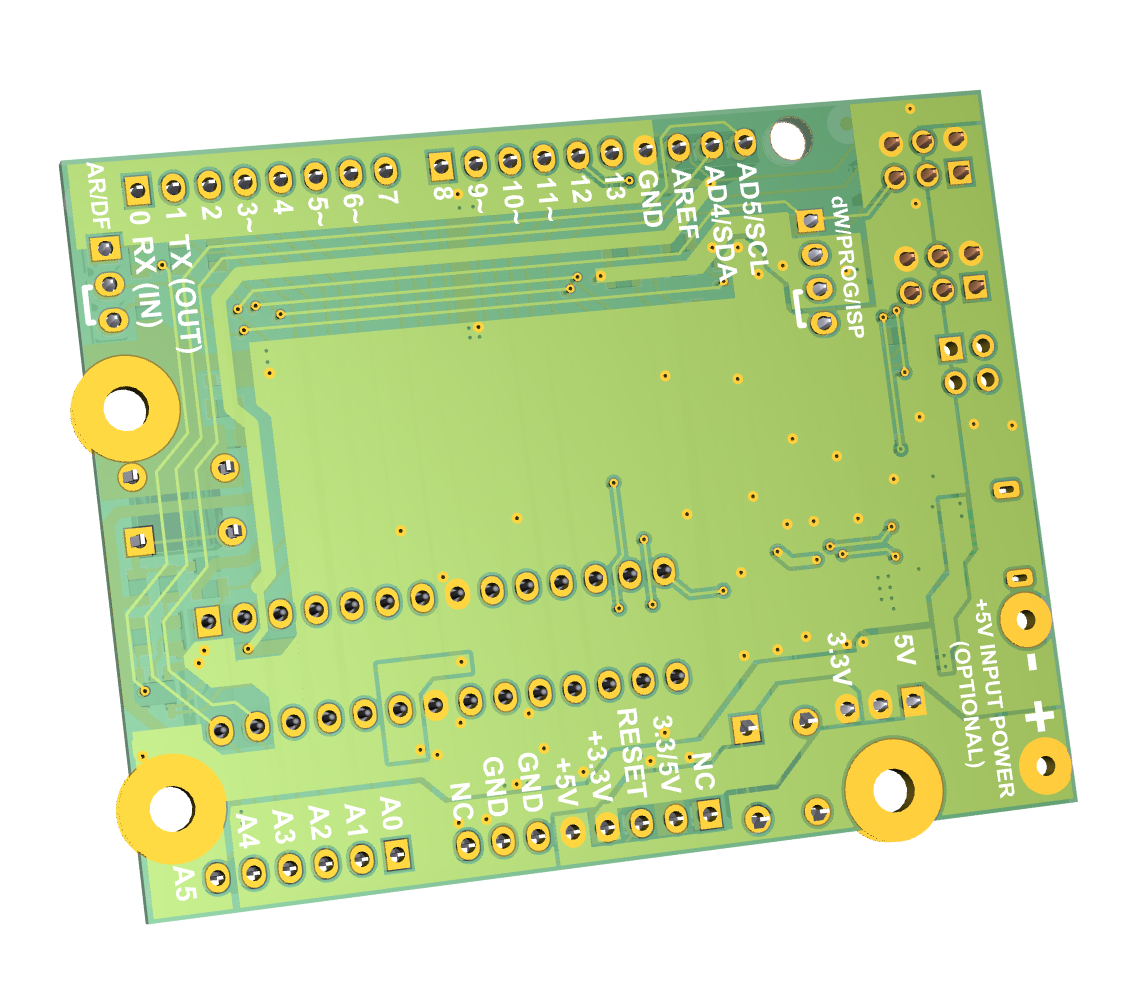 AR/DF
0
1
2
3~
4
5~
6~
7
8
9~
10~
11~
12
13
GND
AREF
AD4/SDA
AD5/SCL
RX (IN)
TX (OUT)
dW/PROG/ISP
+5V INPUT POWER
(OPTIONAL)
-
+
5V
3.3V
NC
3.3/5V
RESET
+3.3V
+5V
GND
GND
NC
A0
A1
A2
A3
A4
A5